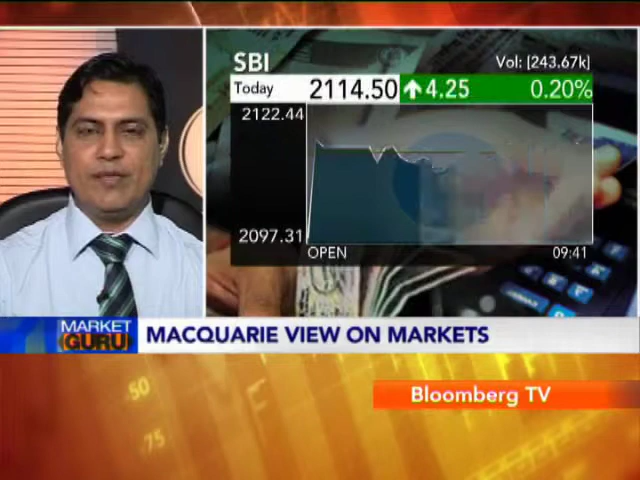 SBI
Vol: [243.67k]
Today
2114.50
4.25
0.20%
2122.44
2097.31
OPEN
09:41
MARKET
GURU
MACQUARIE VIEW ON MARKETS
Bloomberg TV
50
75